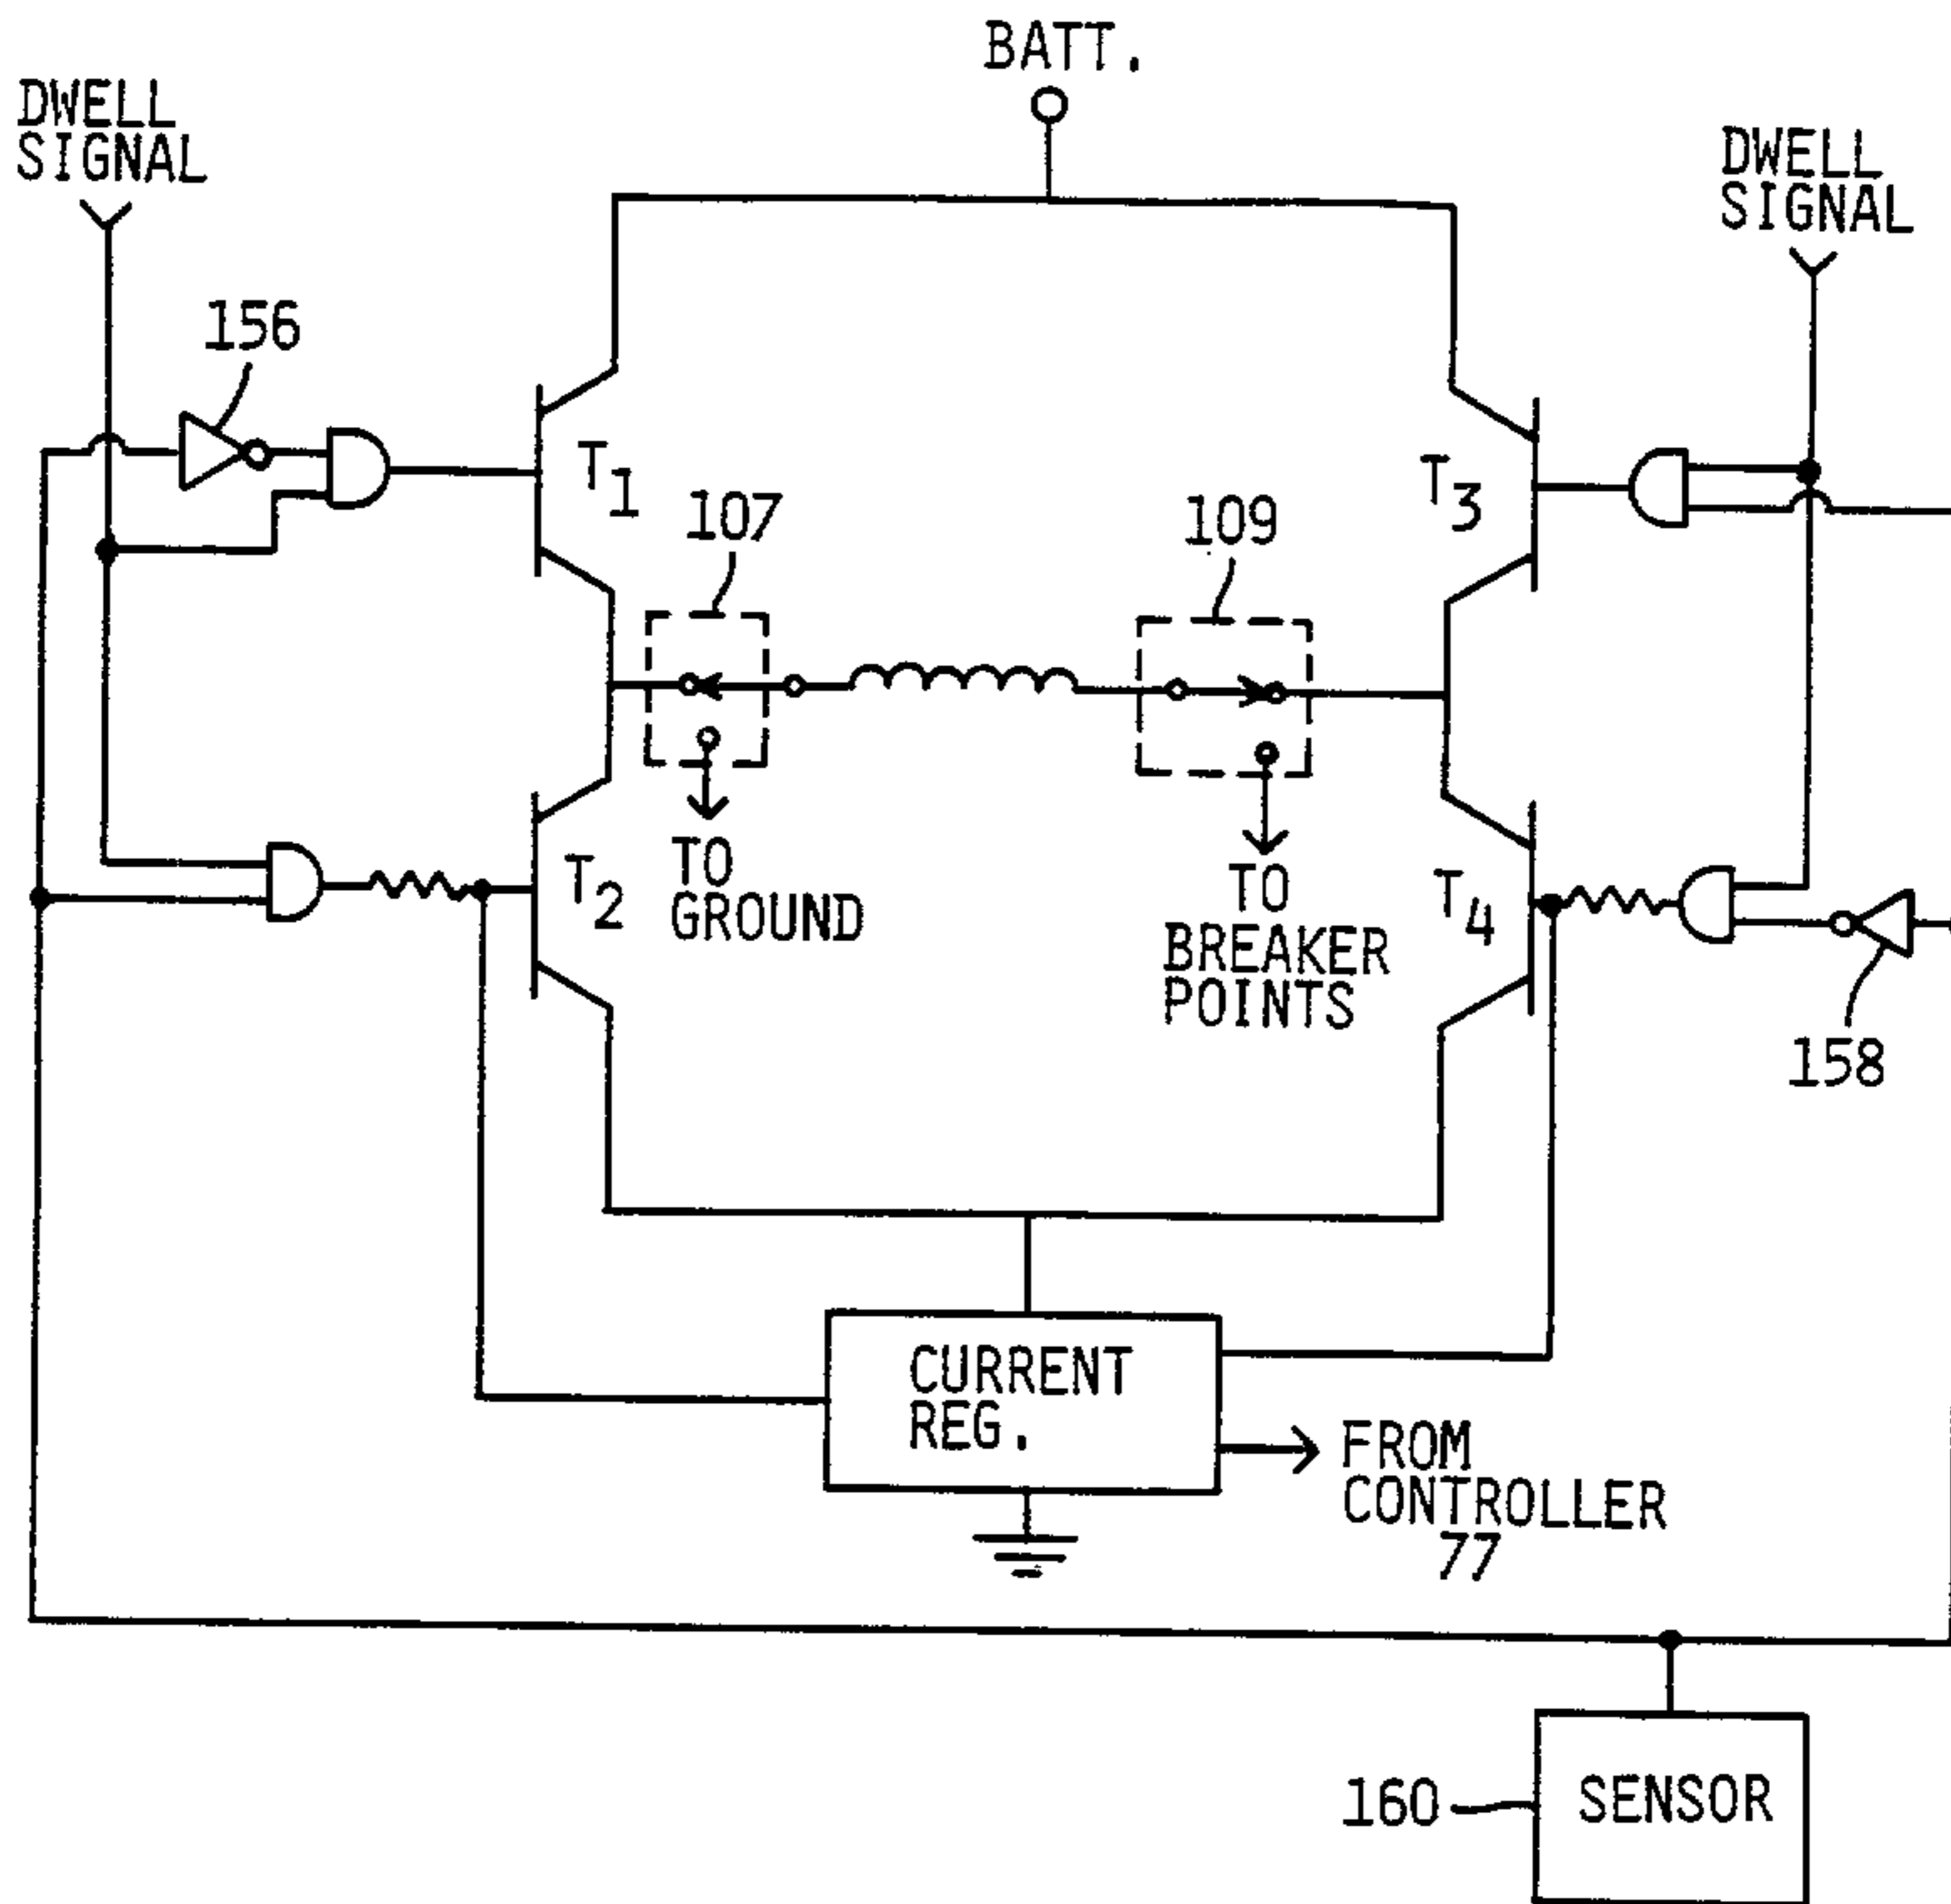 BATT.
DWELL
SIGNAL
DWELL
SIGNAL
156
T1
107
109
T3
T2
TO
GROUND
TO
BREAKER
POINTS
T4
158
CURRENT
REG.
FROM
CONTROLLER
77
160
SENSOR